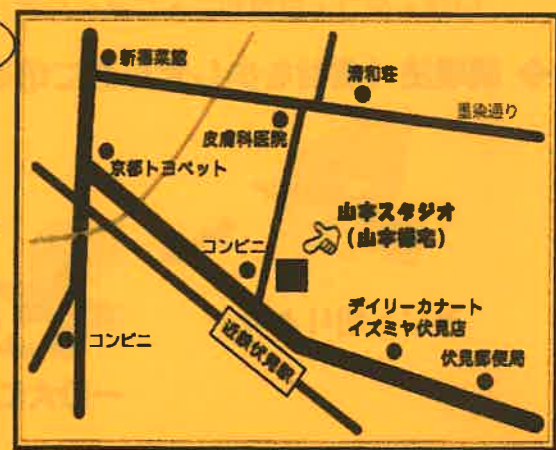 新福菜館
清和荘
墨染通り
皮膚科医院
京都トヨペット
山本スタジオ
(山本様宅)
コンビニ
デイリーカナート
イズミヤ伏見店
近鉄伏見駅
コンビニ
伏見郵便局